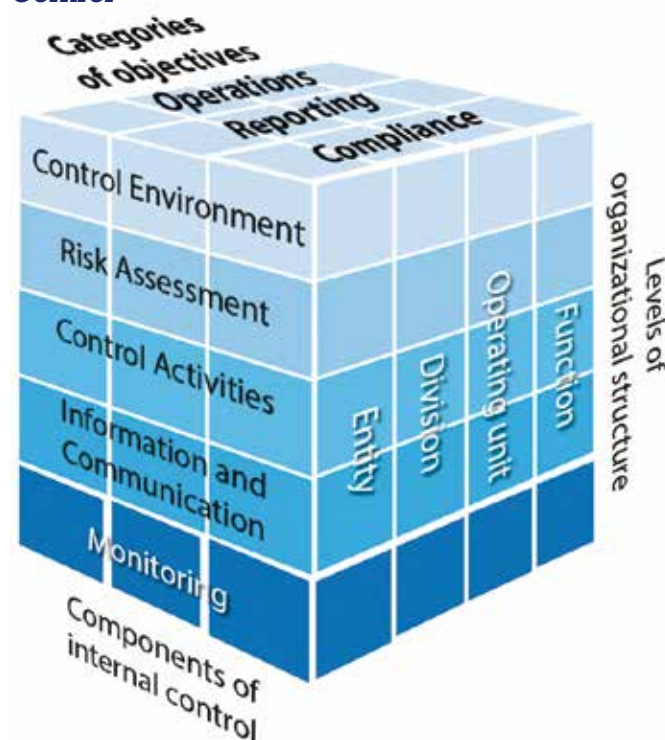 Categories
of objectives
Operations
Reporting
Compliance
Control Environment
Risk Assessment
Control Activities
Information and
Communication
Monitoring
Entity
Division
Operating unit
Function
Levels of
organizational structure
Components of
internal control